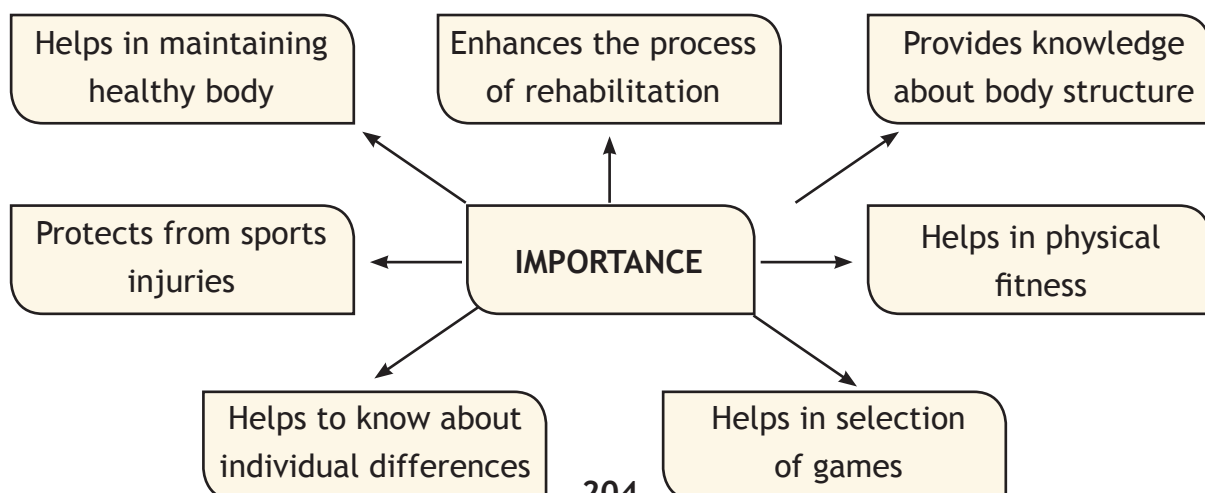 Helps in maintaining
healthy body
Enhances the process
of rehabilitation
Provides knowledge
about body structure
Protects from sports
injuries
IMPORTANCE
Helps in physical
fitness
Helps to know about
individual differences
Helps in selection
of games
204